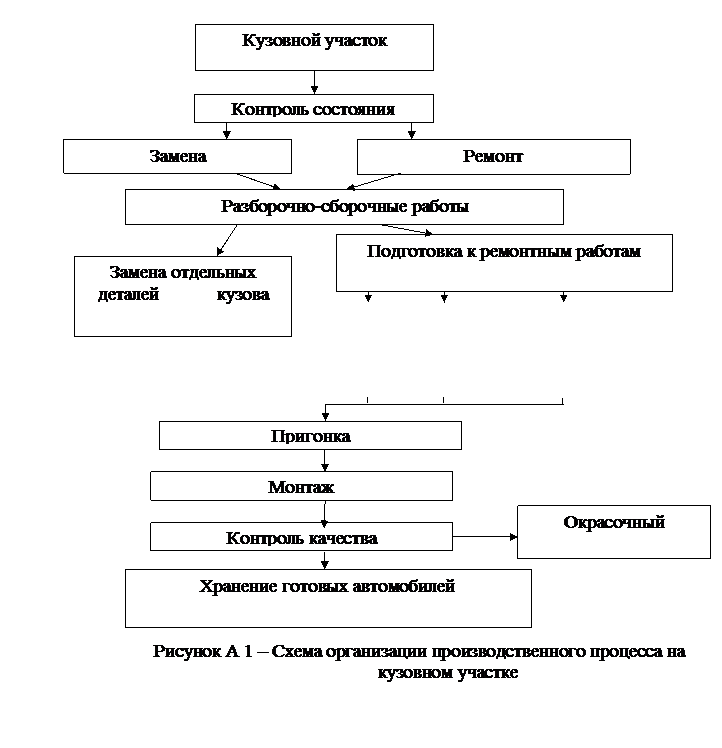 Кузовной участок
Контроль состояния
Замена
Ремонт
Разборочно-сборочные работы
Подготовка к ремонтным работам
Замена отдельных
деталей кузова
Пригонка
Монтаж
Контроль качества
Окрасочный
Хранение готовых автомобилей
Рисунок А 1 – Схема организации производственного процесса на
кузовном участке